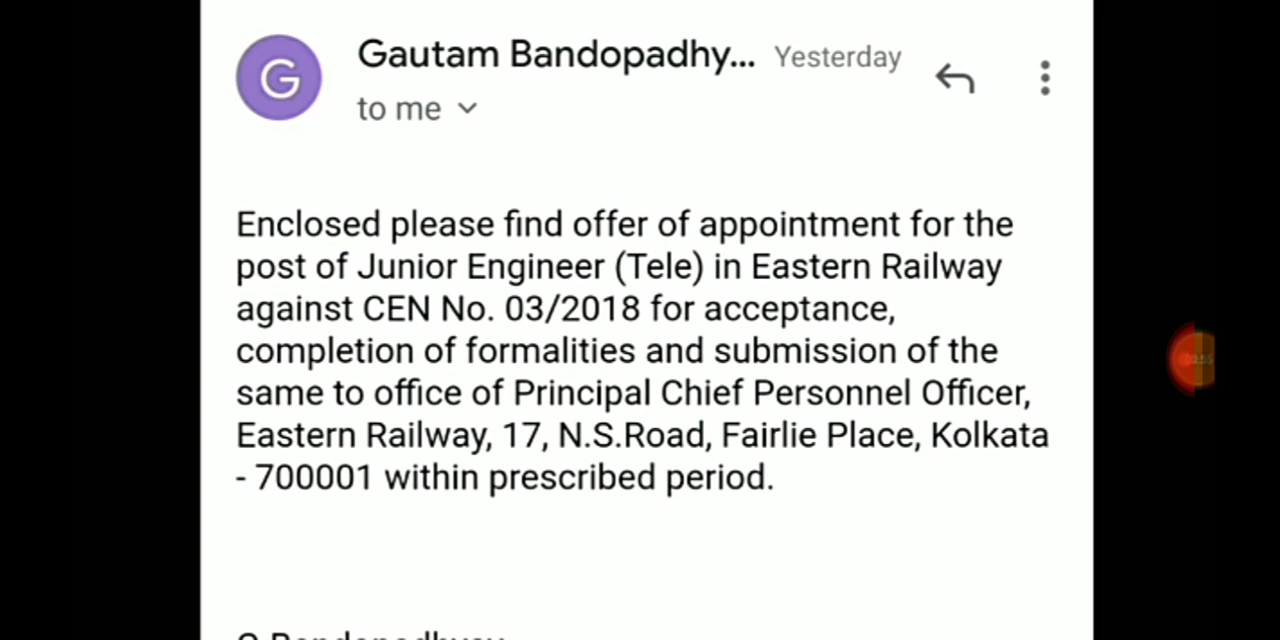 G
Gautam Bandopadhy... Yesterday
to me
Enclosed please find offer of appointment for the
post of Junior Engineer (Tele) in Eastern Railway
against CEN No. 03/2018 for acceptance,
completion of formalities and submission of the
same to office of Principal Chief Personnel Officer,
Eastern Railway, 17, N.S.Road, Fairlie Place, Kolkata
- 700001 within prescribed period.